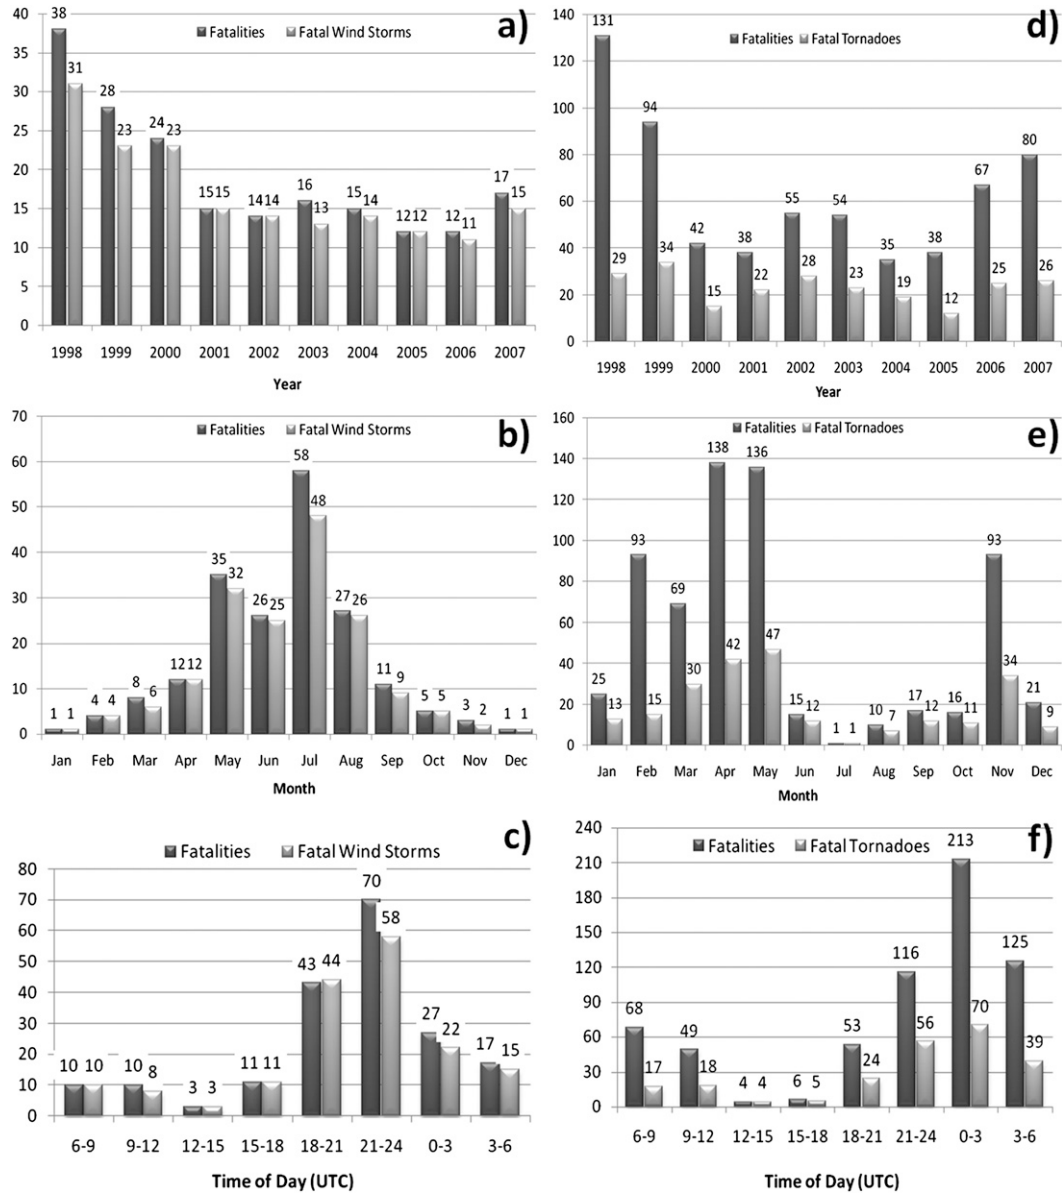 a)
Fatalities Fatal Wind Storms
40
35
30
25
20
15
10
5
0
38 31 28 23 24 23 15 15 14 14 16 13 15 14 12 12 12 11 17 15
1998 1999 2000 2001 2002 2003 2004 2005 2006 2007
Year
d)
Fatalities Fatal Tornadoes
140
120
100
80
60
40
20
0
131 29 94 34 42 15 38 22 55 28 54 23 35 19 38 12 67 25 80 26
1998 1999 2000 2001 2002 2003 2004 2005 2006 2007
Year
b)
Fatalities Fatal Wind Storms
70
60
50
40
30
20
10
0
1 1 4 4 8 6 12 12 35 32 26 25 58 48 27 26 11 9 5 5 3 2 1 1
Jan Feb Mar Apr May Jun Jul Aug Sep Oct Nov Dec
Month
e)
Fatalities Fatal Tornadoes
160
140
120
100
80
60
40
20
0
25 13 93 15 69 30 138 42 136 47 15 12 1 1 10 7 17 12 16 11 93 34 21 9
Jan Feb Mar Apr May Jun Jul Aug Sep Oct Nov Dec
Month
c)
Fatalities Fatal Wind Storms
80
70
60
50
40
30
20
10
0
10 10 10 8 3 3 11 11 43 44 70 58 27 22 17 15
6-9 9-12 12-15 15-18 18-21 21-24 0-3 3-6
Time of Day (UTC)
f)
Fatalities Fatal Tornadoes
240
210
180
150
120
90
60
30
0
68 17 49 18 4 4 6 5 53 24 116 56 213 70 125 39
6-9 9-12 12-15 15-18 18-21 21-24 0-3 3-6
Time of Day (UTC)